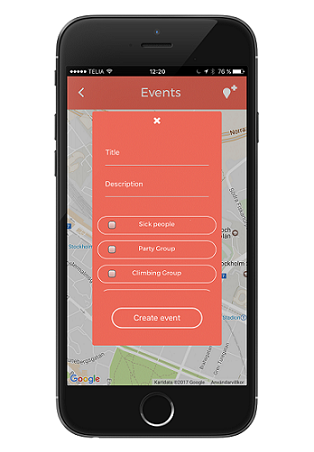 TELIA 12:20 76 %
Events
Title
Description
Sick people
Party Group
Climbing Group
Create event
Google
Kartdata ©2017 Google Användarvillkor